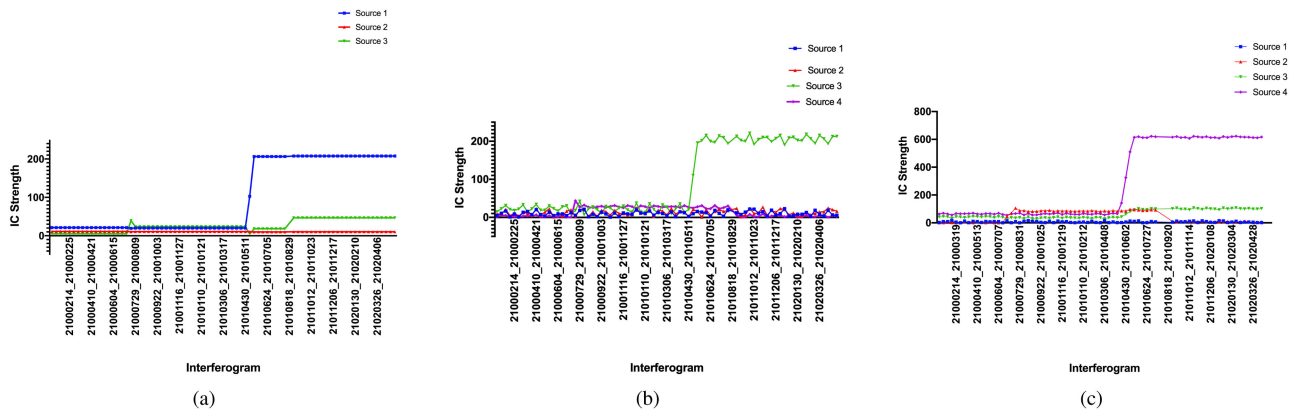 Source 1
Source 2
Source 3
IC Strength
200
100
0
21000214_21000225
21000410_21000421
21000604_21000615
21000729_21000809
21000922_21001003
21001116_21001127
21010110_21010121
21010306_21010317
21010430_21010511
21010624_21010705
21010818_21010829
21011012_21011023
21011206_21011217
21020130_21020210
21020326_21020406
Interferogram
(a)
Source 1
Source 2
Source 3
Source 4
IC Strength
200
100
0
21000214_21000225
21000410_21000421
21000604_21000615
21000729_21000809
21000922_21001003
21001116_21001127
21010110_21010121
21010306_21010317
21010430_21010511
21010624_21010705
21010818_21010829
21011012_21011023
21011206_21011217
21020130_21020210
21020326_21020406
Interferogram
(b)
Source 1
Source 2
Source 3
Source 4
IC Strength
800
600
400
200
0
21000214_21000319
21000410_21000513
21000604_21000707
21000729_21000831
21000922_21001025
21001116_21001219
21010110_21010212
21010306_21010408
21010430_21010602
21010624_21010727
21010818_21010920
21011012_21011114
21011206_21020108
21020130_21020304
21020326_21020428
Interferogram
(c)